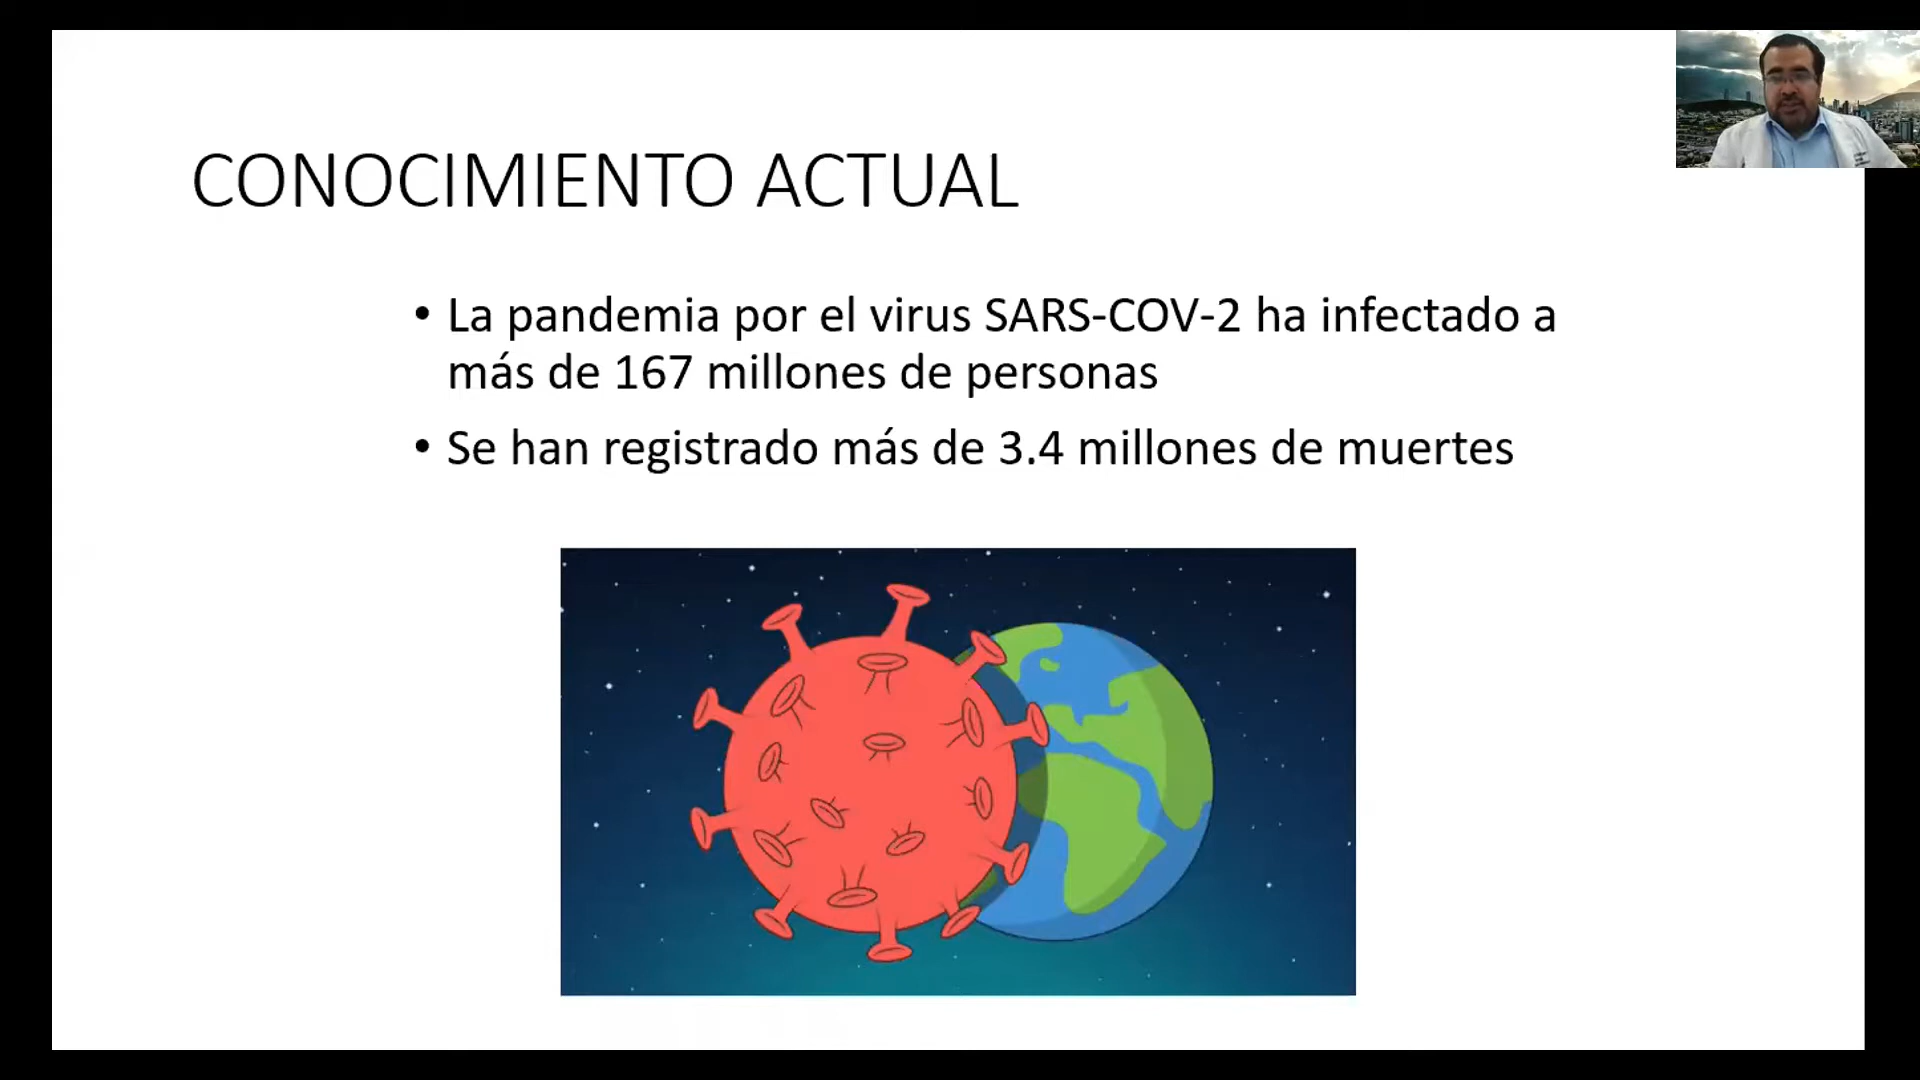 CONOCIMIENTO ACTUAL
• La pandemia por el virus SARS-COV-2 ha infectado a
más de 167 millones de personas
• Se han registrado más de 3.4 millones de muertes